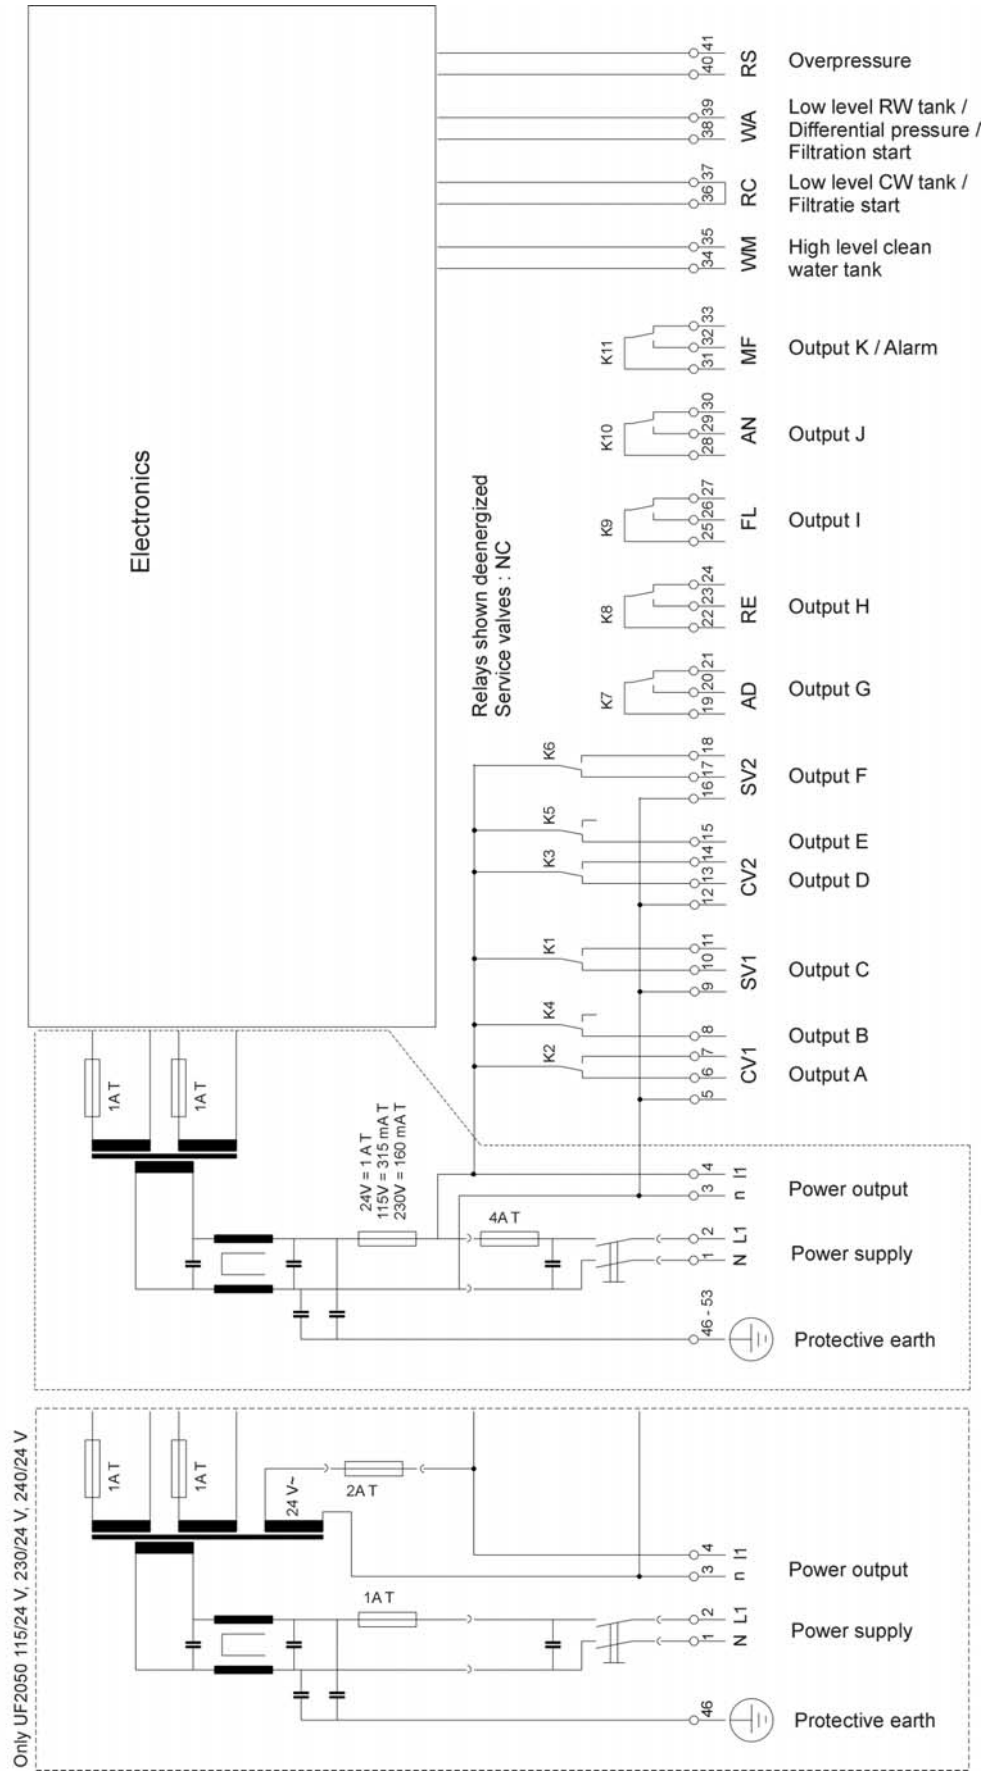 41
40
RS
Overpressure
39
38
WA
Low level RW tank /
Differential pressure /
Filtration start
37
36
RC
Low level CW tank /
Filtratie start
35
34
WM
High level clean
water tank
K11
33
32
31
MF
Output K / Alarm
K10
30
29
28
AN
Output J
Electronics
Relays shown deenergized
Service valves : NC
K9
27
26
25
FL
Output I
K8
24
23
22
RE
Output H
K7
21
20
19
AD
Output G
K6
18
17
16
SV2
Output F
K5
15
Output E
K3
14
13
12
CV2
Output D
K1
11
10
9
SV1
Output C
K4
8
Output B
K2
7
6
5
CV1
Output A
1A T
1A T
24V = 1 A T
115V = 315 mA T
230V = 160 mA T
4 l1
3 n
Power output
4A T
2 L1
1 N
Power supply
46 - 53
Protective earth
Only UF2050 115/24 V, 230/24 V, 240/24 V
1A T
1A T
24 V~
2A T
4 l1
3 n
Power output
1A T
2 L1
1 N
Power supply
46
Protective earth